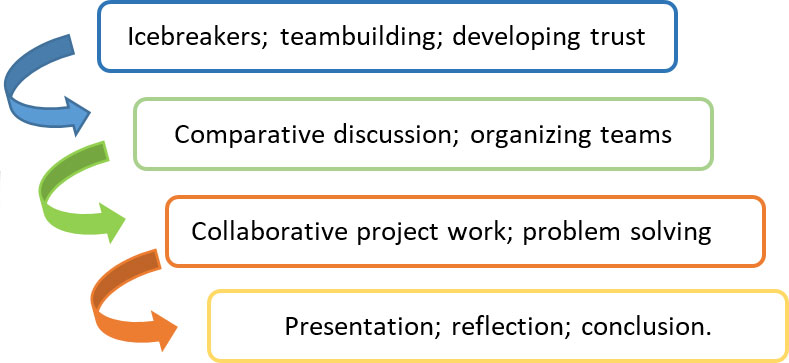 Icebreakers; teambuilding; developing trust
Comparative discussion; organizing teams
Collaborative project work; problem solving
Presentation; reflection; conclusion.